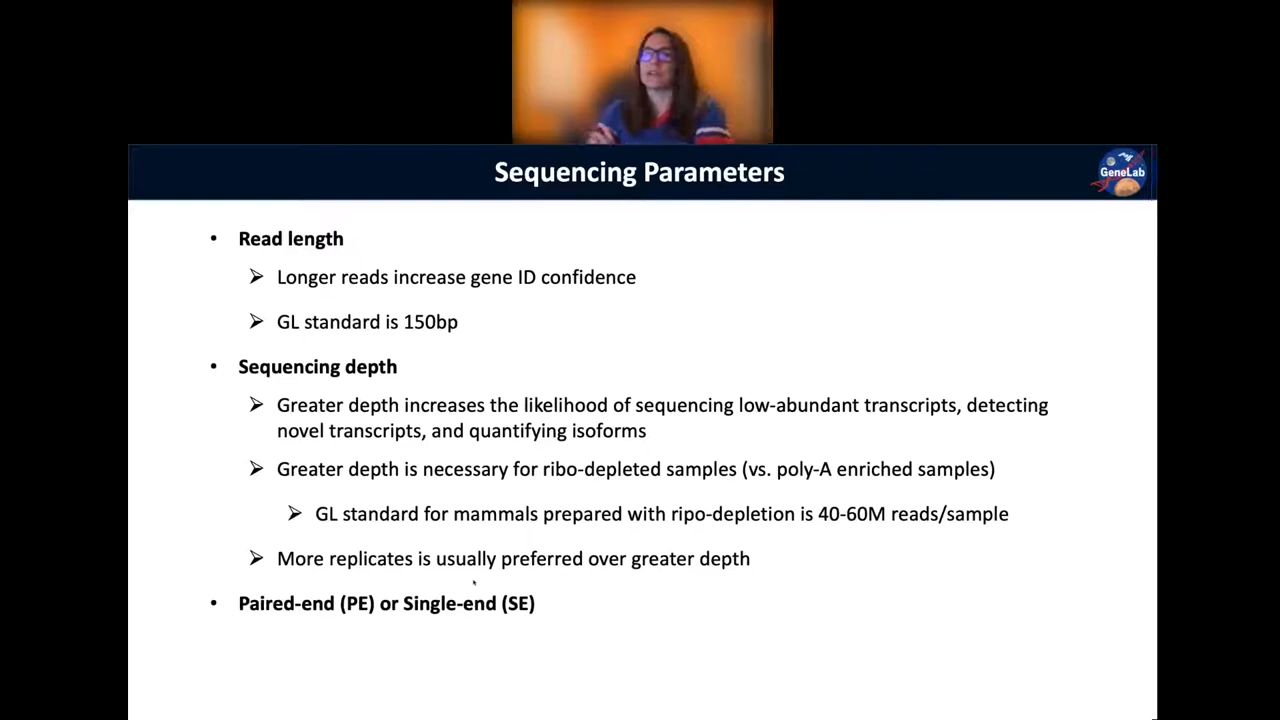 Sequencing Parameters
GeneLab
• Read length
➢ Longer reads increase gene ID confidence
➢ GL standard is 150bp
• Sequencing depth
➢ Greater depth increases the likelihood of sequencing low-abundant transcripts, detecting
novel transcripts, and quantifying isoforms
➢ Greater depth is necessary for ribo-depleted samples (vs. poly-A enriched samples)
➢ GL standard for mammals prepared with ripo-depletion is 40-60M reads/sample
➢ More replicates is usually preferred over greater depth
• Paired-end (PE) or Single-end (SE)